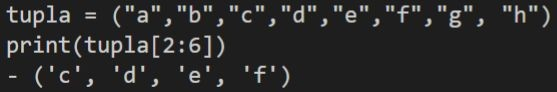 tupla = ("a","b","c","d","e","f","g", "h")
print(tupla[2:6])
- ('c', 'd', 'e', 'f')